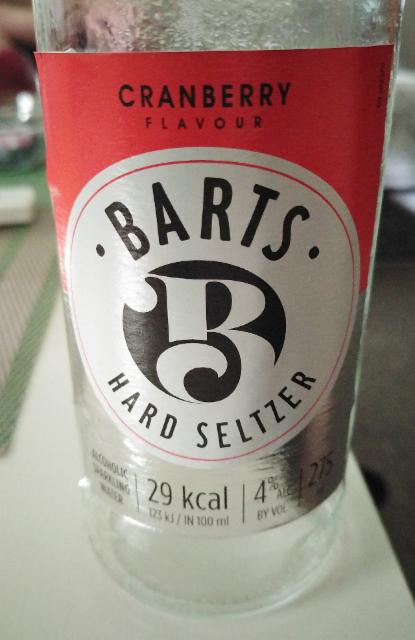 CRANBERRY
FLAVOUR
• BARTS •
B
HARD SELTZER
ALCOHOLIC
SPARKLING
WATER
29 kcal
123 kJ / IN 100 ml
4% ALC.
BY VOL.
275